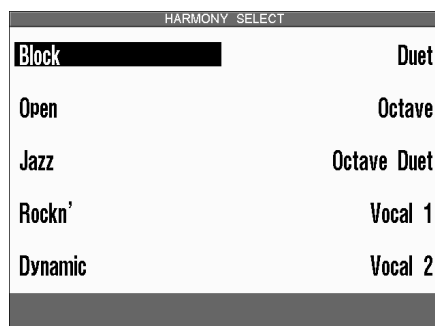 HARMONY SELECT
Block Duet
Open Octave
Jazz Octave Duet
Rockn' Vocal 1
Dynamic Vocal 2